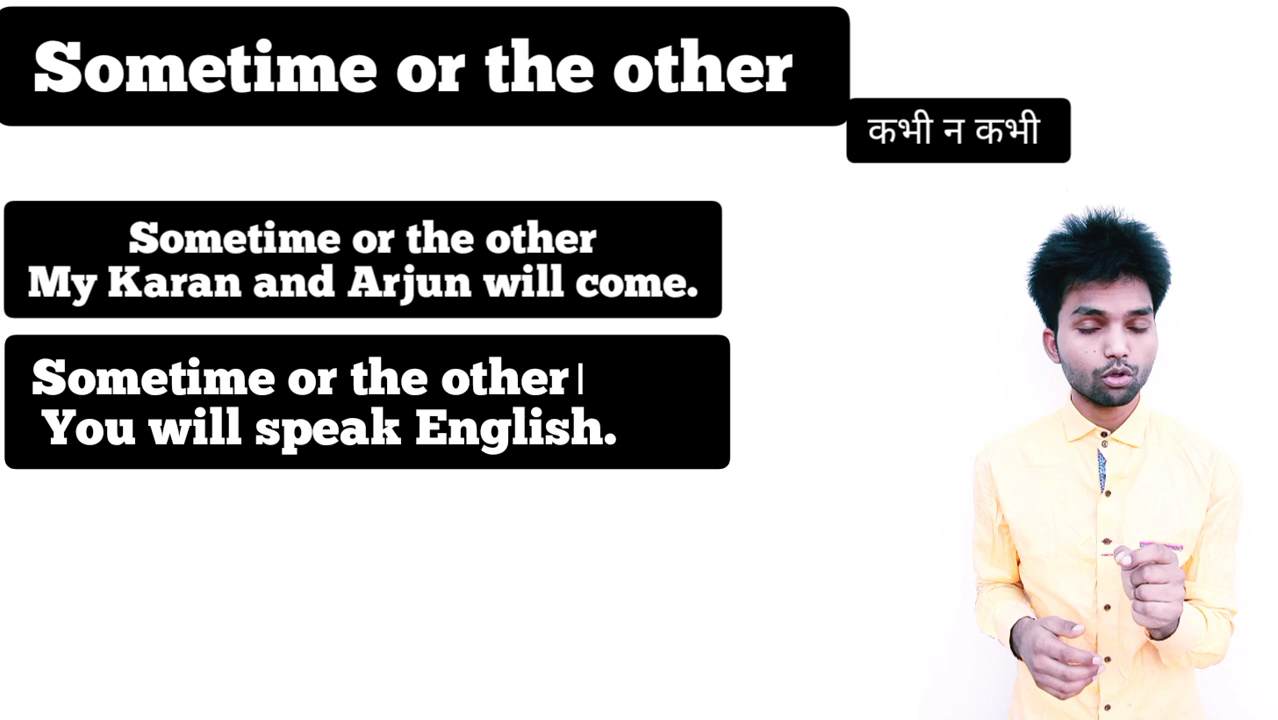 Sometime or the other
कभी न कभी
Sometime or the other
My Karan and Arjun will come.
Sometime or the other|
You will speak English.